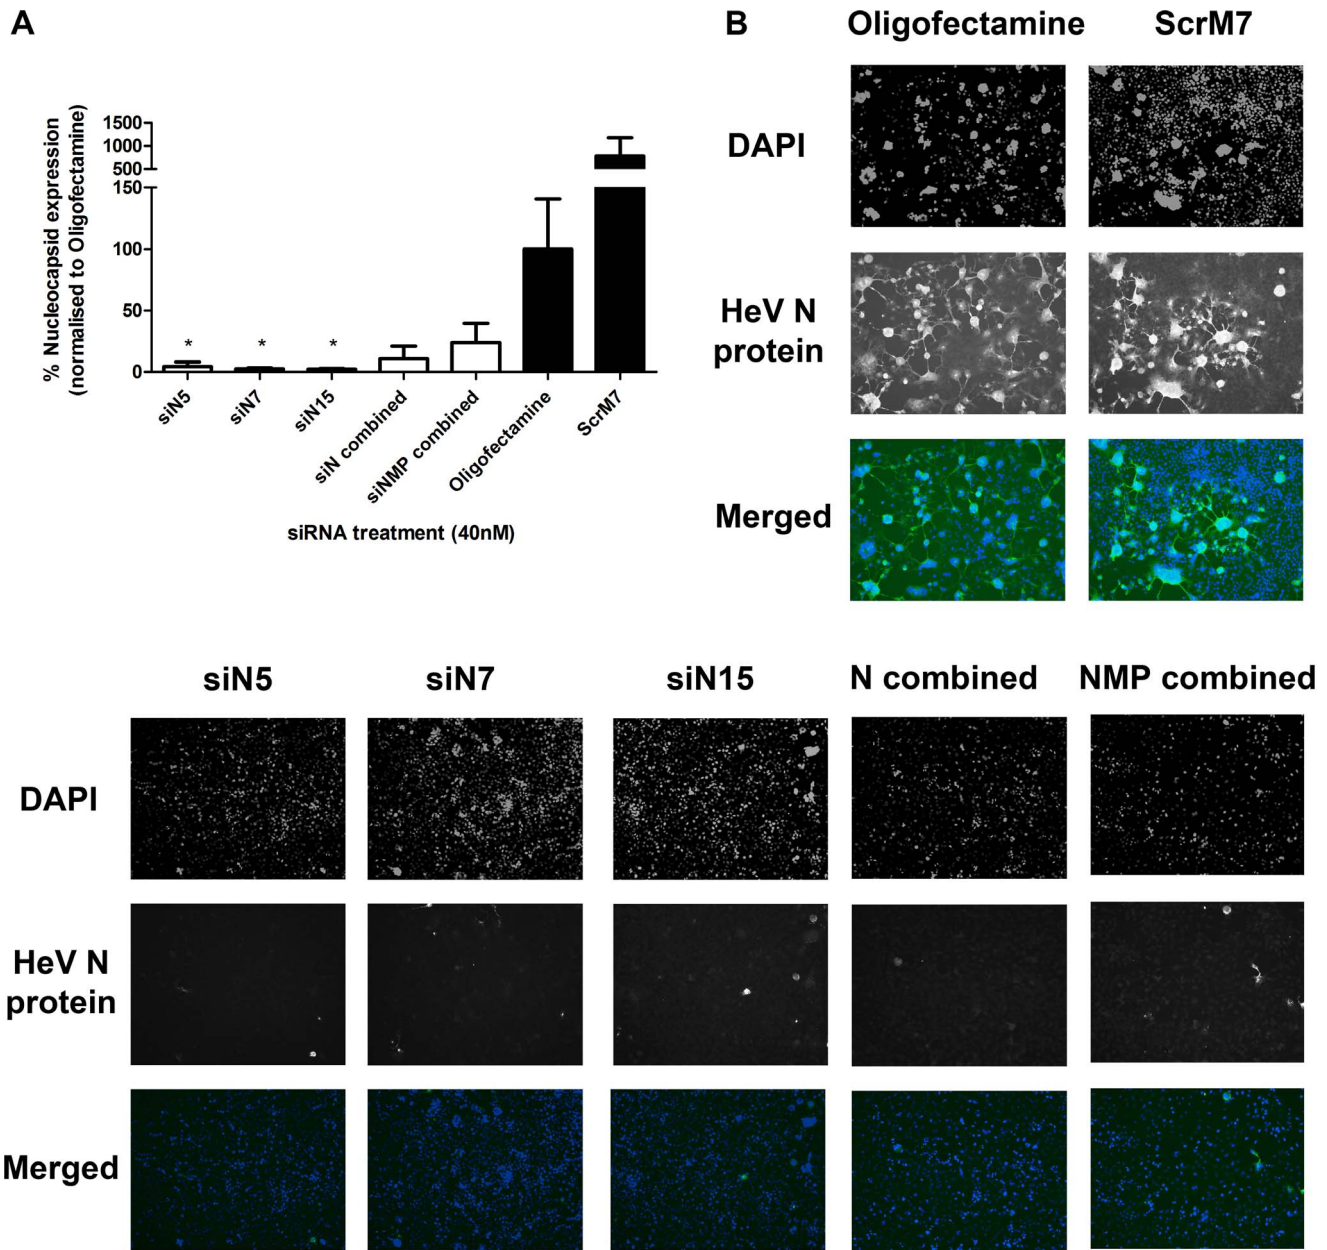 A
% Nucleocapsid expression
(normalised to Oligofectamine)
1500
1000
500
150
100
50
0
*
*
*
siN5
siN7
siN15
siN combined
siNMP combined
Oligofectamine
ScrM7
siRNA treatment (40nM)
B
Oligofectamine
ScrM7
DAPI
HeV N
protein
Merged
siN5
siN7
siN15
N combined
NMP combined
DAPI
HeV N
protein
Merged